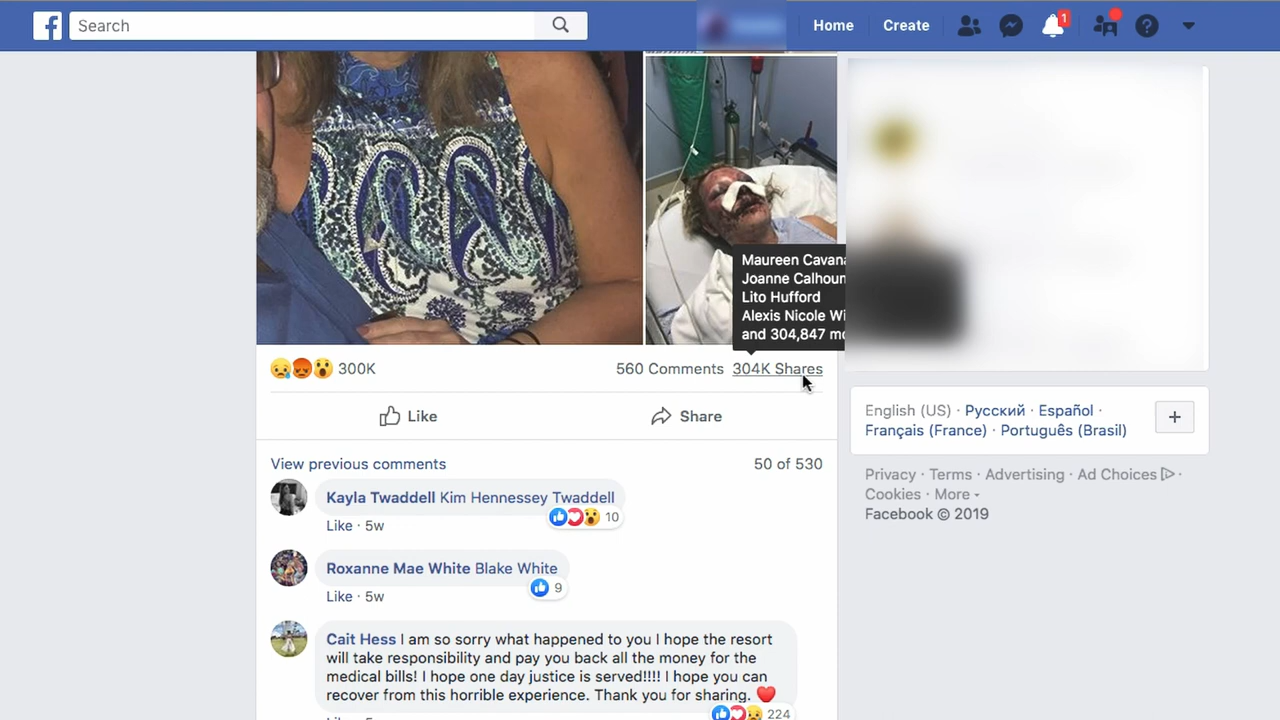 Search
Home
Create
1
Maureen Cavana
Joanne Calhoun
Lito Hufford
Alexis Nicole Wi
and 304,847 mo
300K
560 Comments
304K Shares
Like
Share
View previous comments
50 of 530
Kayla Twaddell Kim Hennessey Twaddell
10
Like · 5w
Roxanne Mae White Blake White
9
Like · 5w
Cait Hess I am so sorry what happened to you I hope the resort
will take responsibility and pay you back all the money for the
medical bills! I hope one day justice is served!!!! I hope you can
recover from this horrible experience. Thank you for sharing. ❤️
224
English (US) · Русский · Español ·
Français (France) · Português (Brasil)
Privacy · Terms · Advertising · Ad Choices ·
Cookies · More
Facebook © 2019